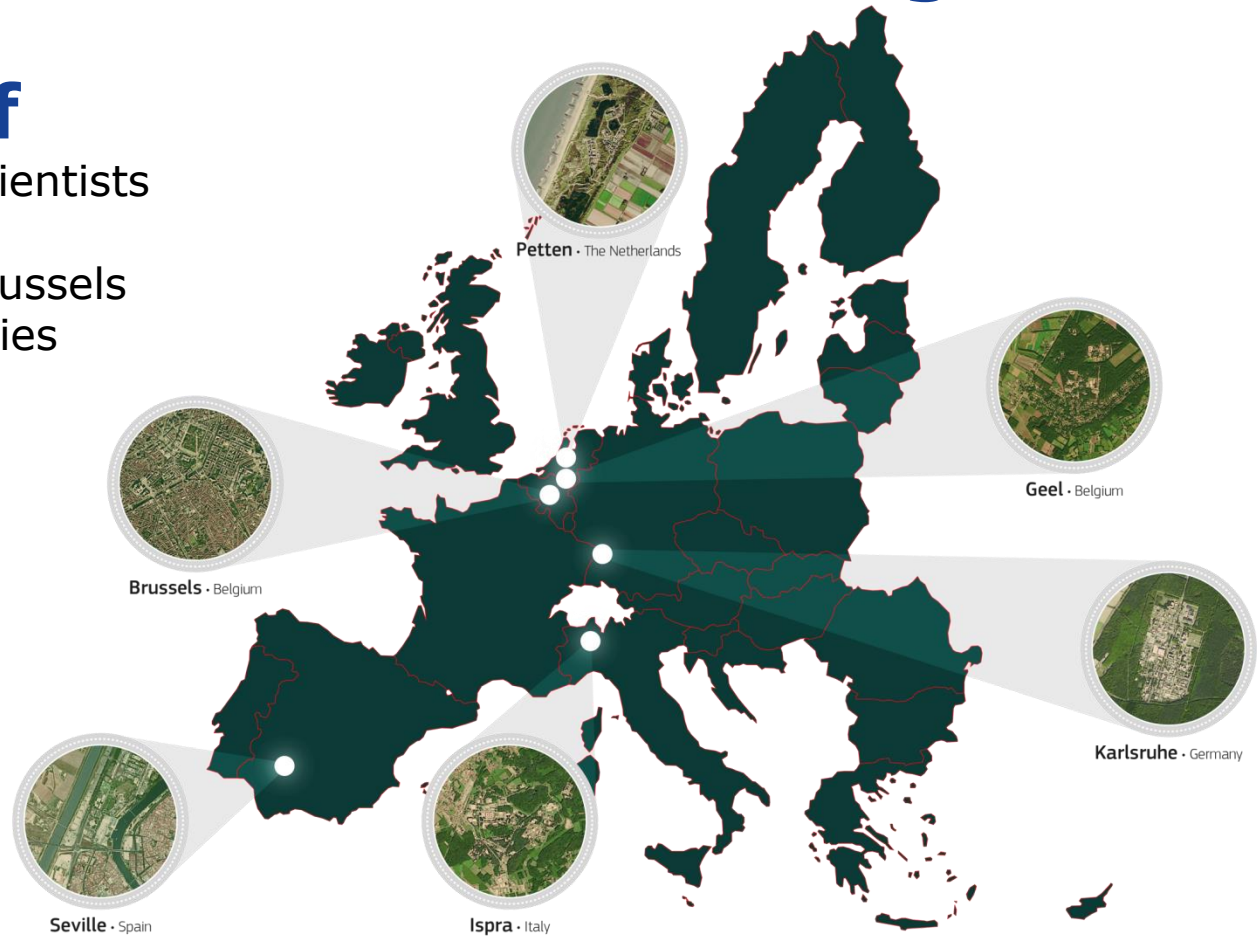 f
ientists
ussels
ies
Petten · The Netherlands
Geel · Belgium
Brussels · Belgium
Karlsruhe · Germany
Seville · Spain
Ispra · Italy